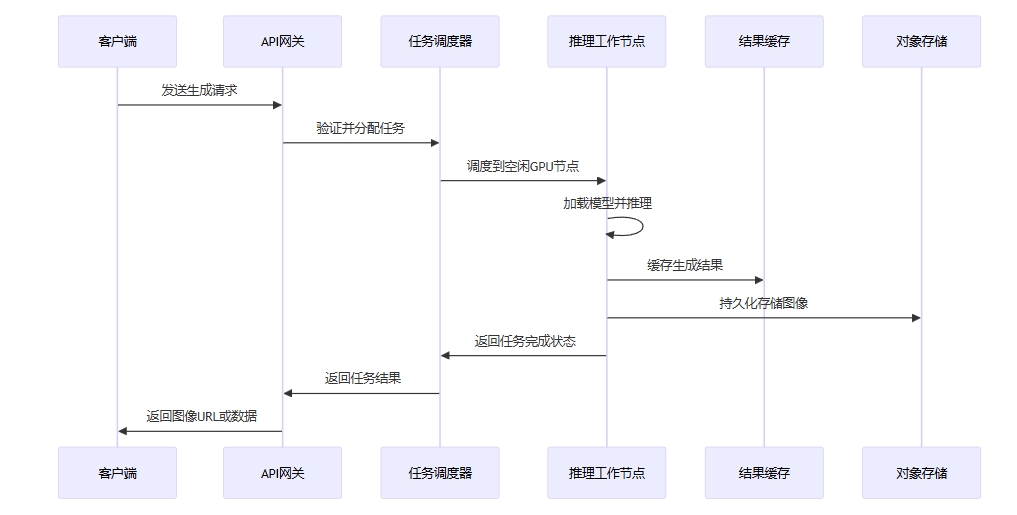 客户端
API网关
任务调度器
推理工作节点
结果缓存
对象存储
发送生成请求
验证并分配任务
调度到空闲GPU节点
加载模型并推理
缓存生成结果
持久化存储图像
返回任务完成状态
返回任务结果
返回图像URL或数据
客户端
API网关
任务调度器
推理工作节点
结果缓存
对象存储